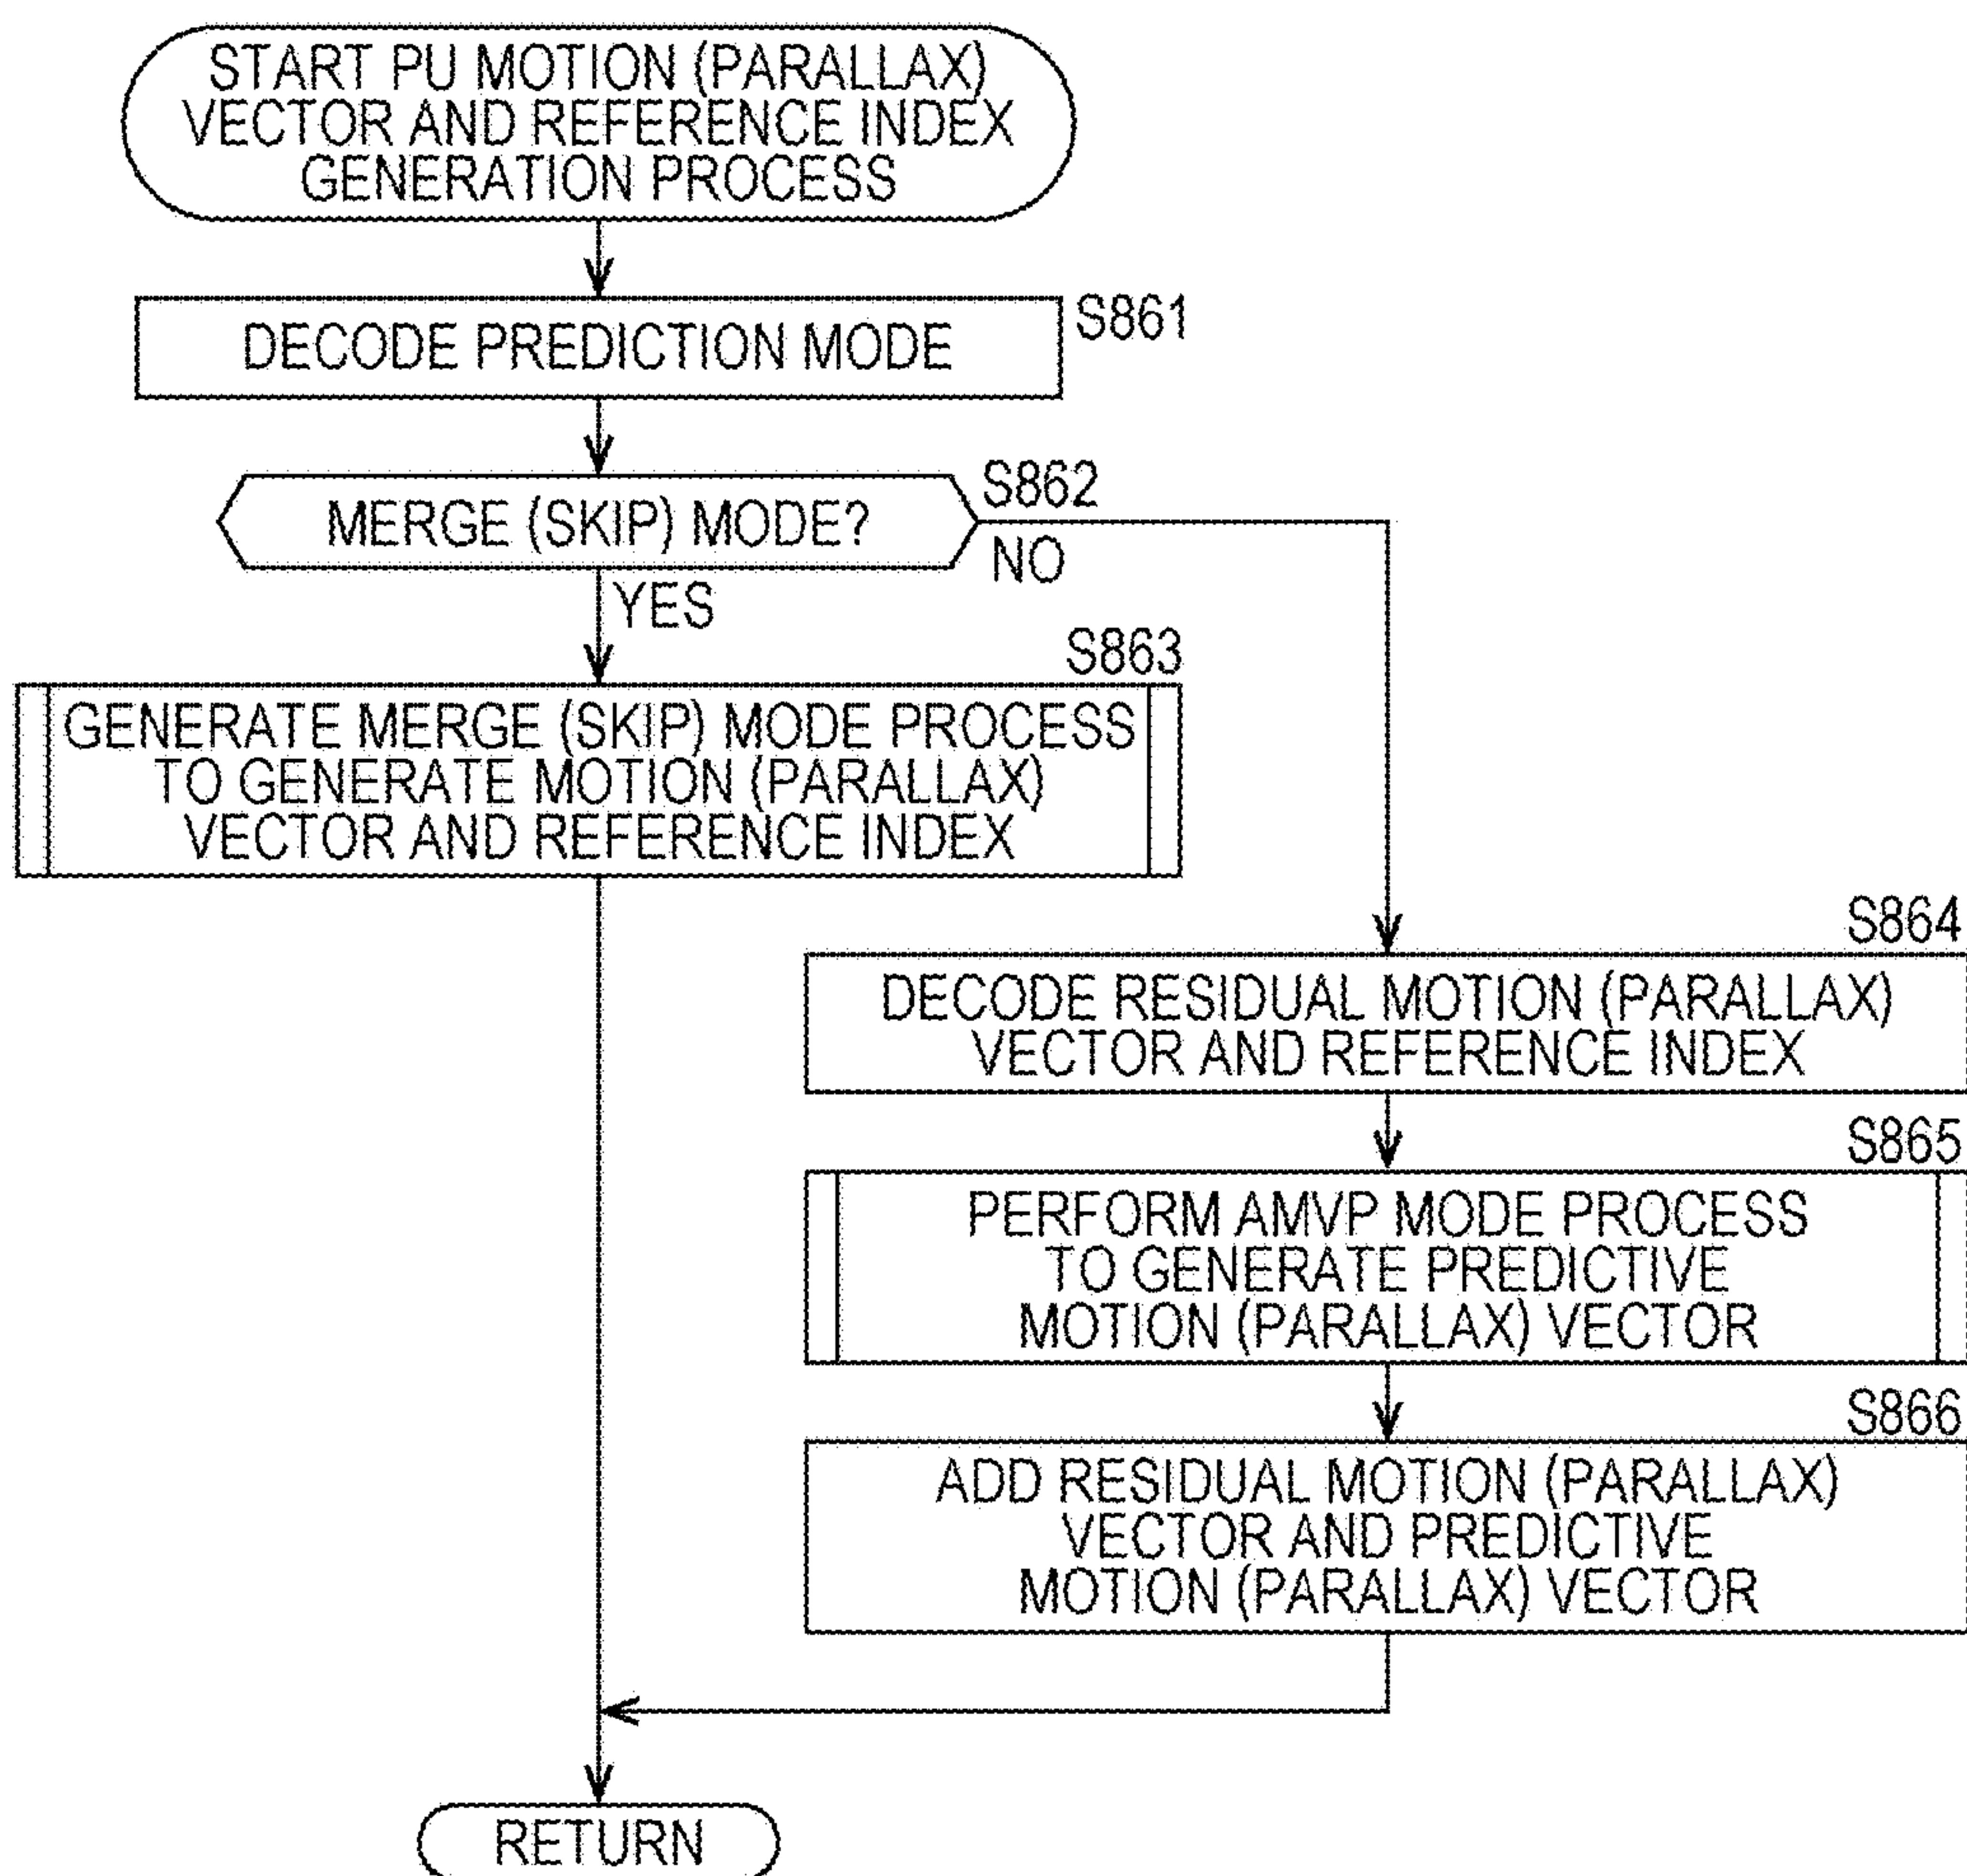 START PU MOTION (PARALLAX)
VECTOR AND REFERENCE INDEX
GENERATION PROCESS
DECODE PREDICTION MODE
S861
MERGE (SKIP) MODE?
S862
NO
YES
S863
GENERATE MERGE (SKIP) MODE PROCESS
TO GENERATE MOTION (PARALLAX)
VECTOR AND REFERENCE INDEX
S864
DECODE RESIDUAL MOTION (PARALLAX)
VECTOR AND REFERENCE INDEX
S865
PERFORM AMVP MODE PROCESS
TO GENERATE PREDICTIVE
MOTION (PARALLAX) VECTOR
S866
ADD RESIDUAL MOTION (PARALLAX)
VECTOR AND PREDICTIVE
MOTION (PARALLAX) VECTOR
RETURN